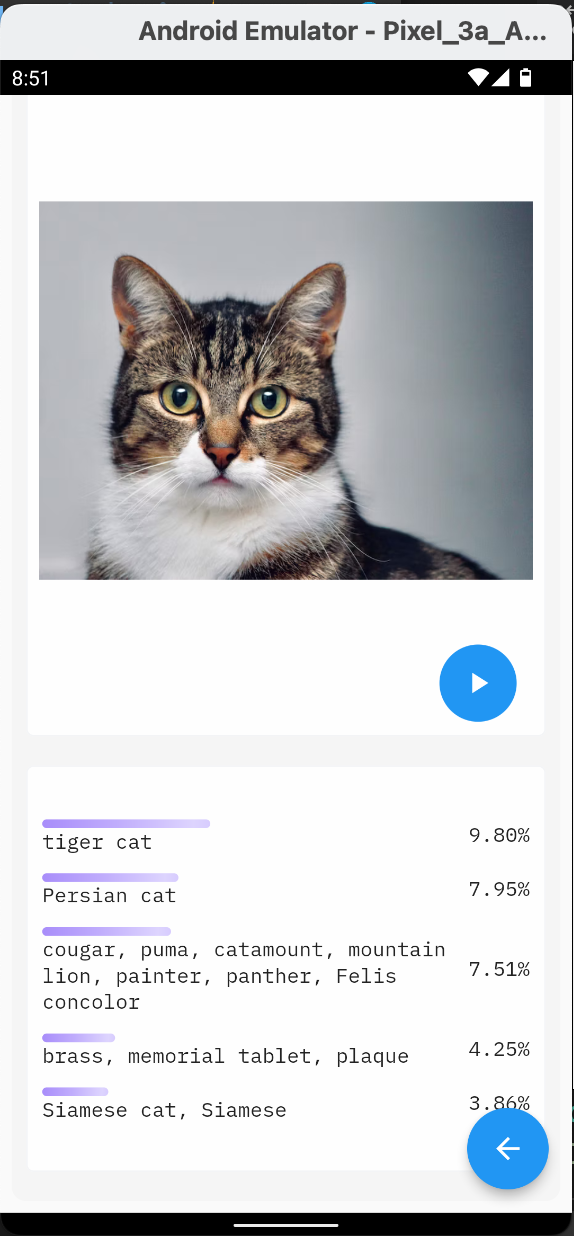 Android Emulator - Pixel_3a_A...
8:51
tiger cat 9.80%
Persian cat 7.95%
cougar, puma, catamount, mountain
lion, painter, panther, Felis
concolor
7.51%
brass, memorial tablet, plaque 4.25%
Siamese cat, Siamese 3.86%